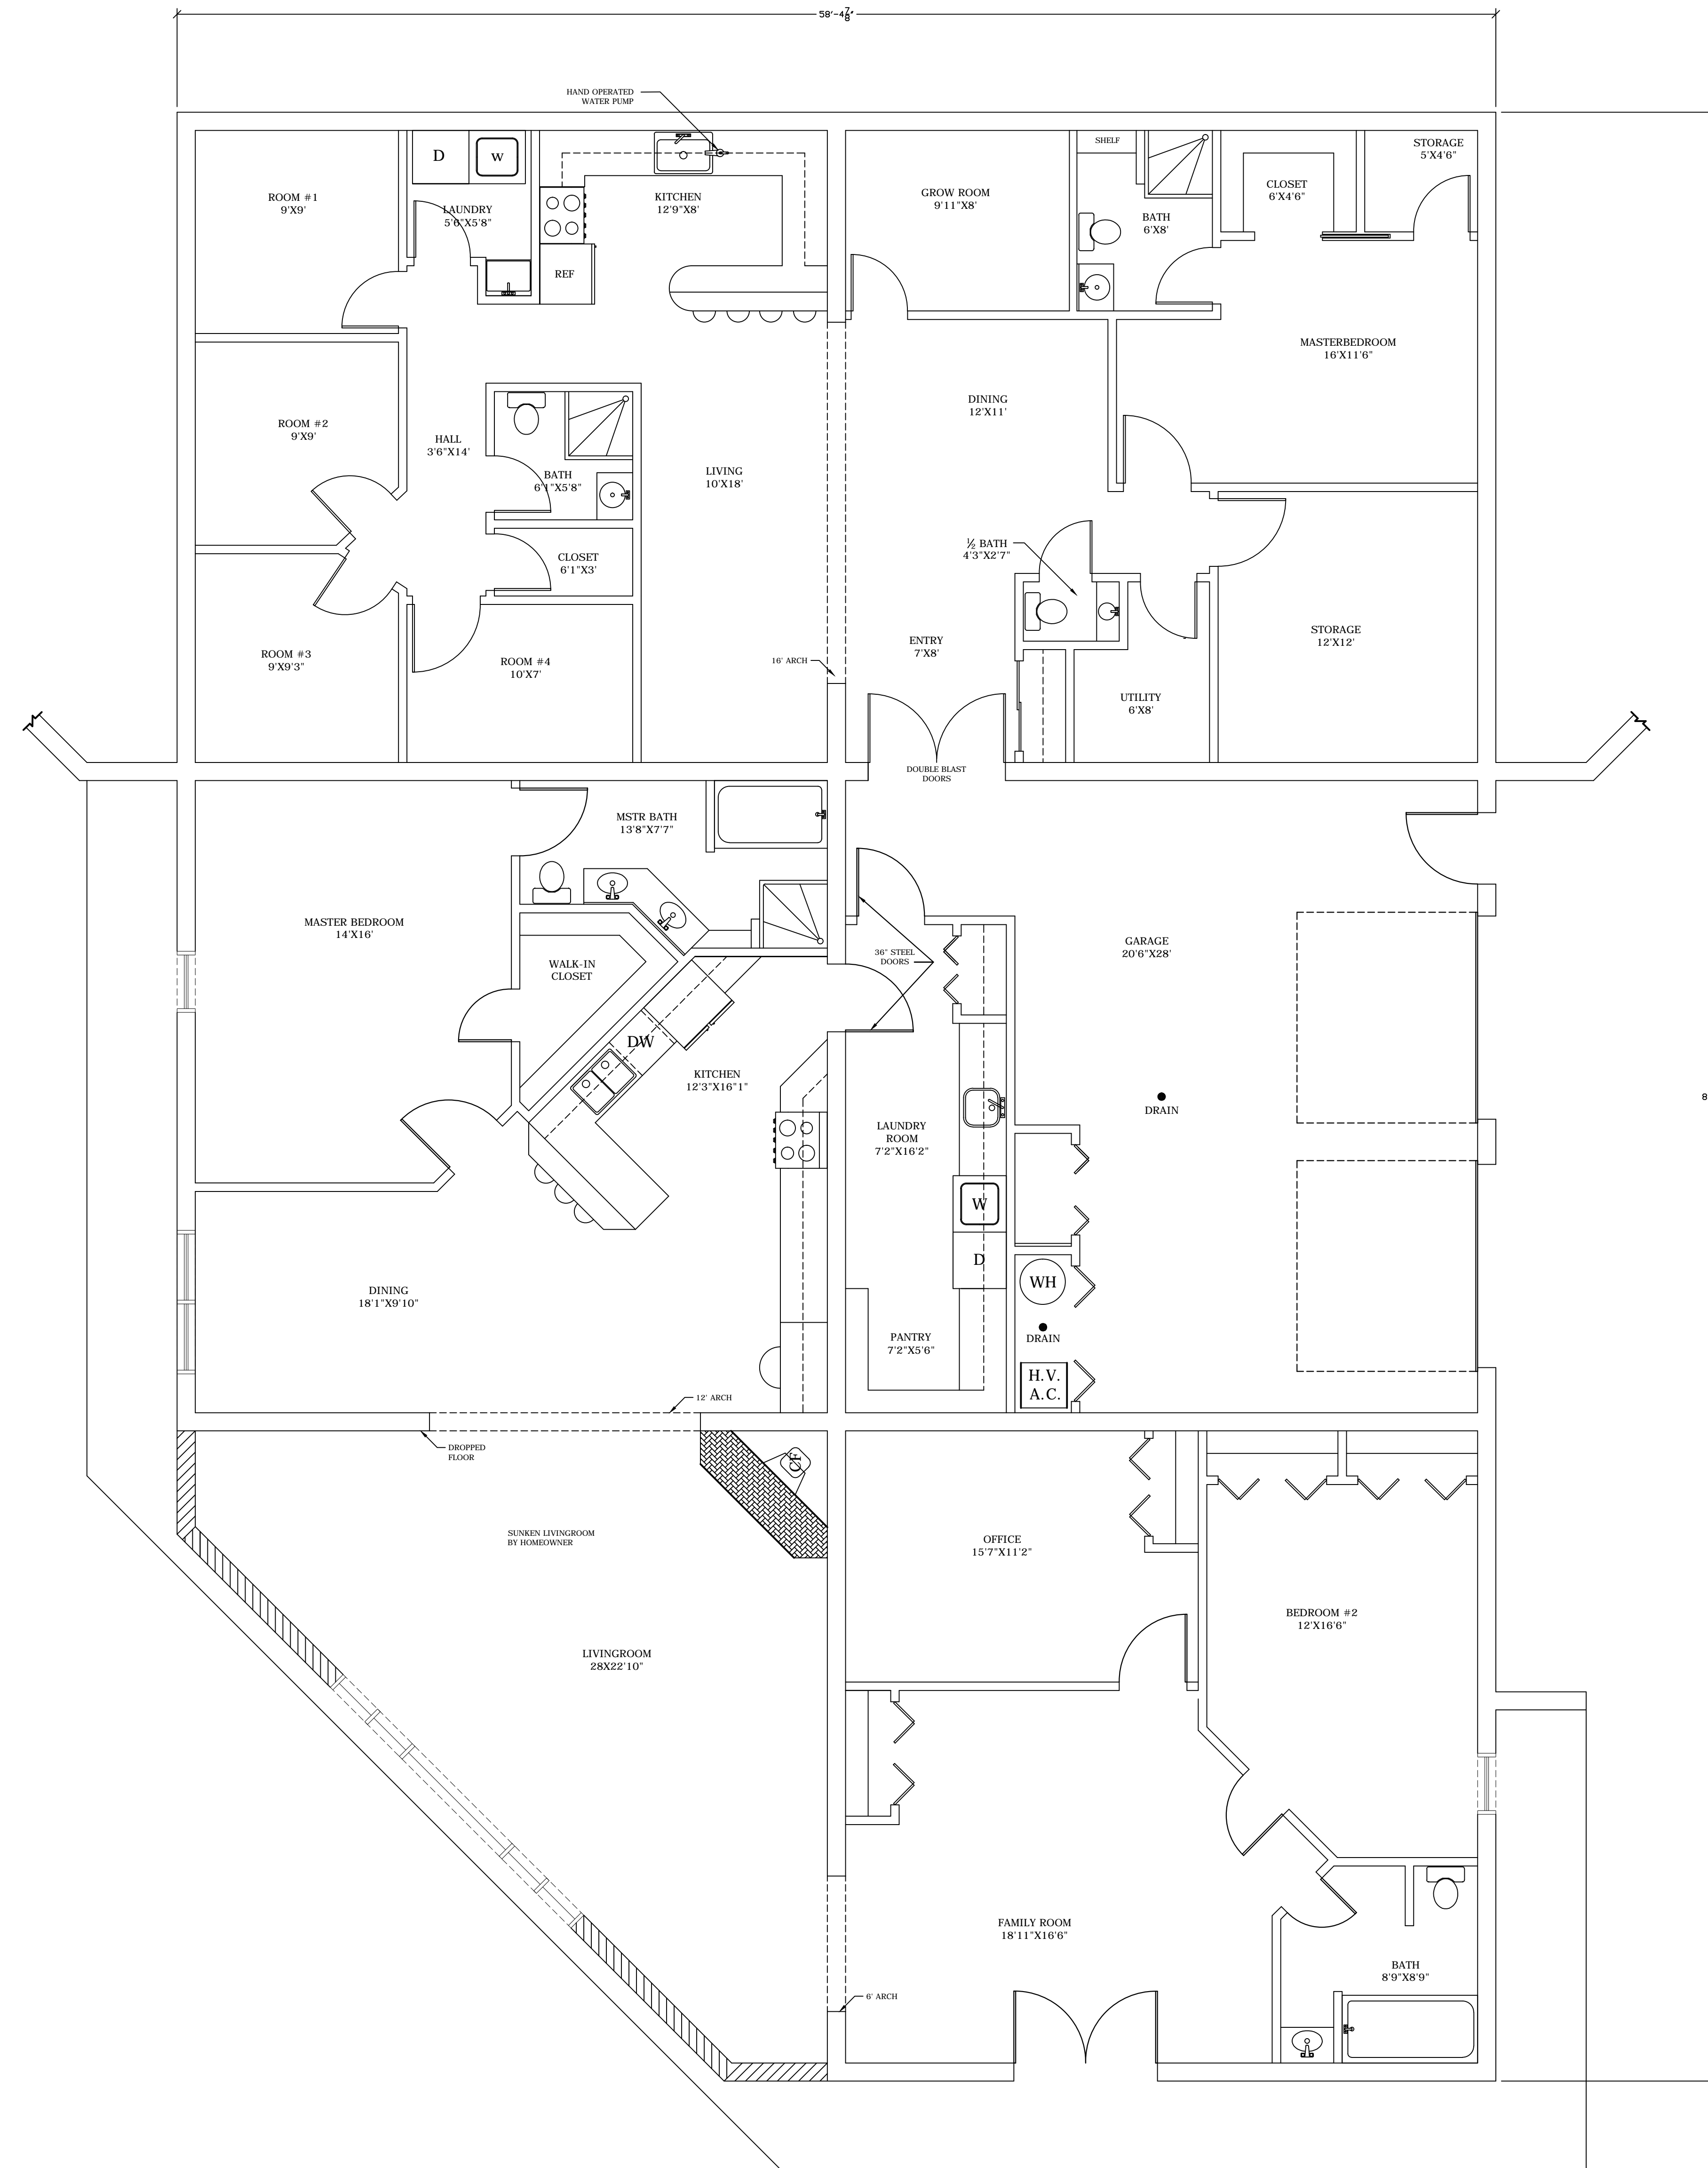 58'-4 7/8"
HAND OPERATED
WATER PUMP
D
W
ROOM #1
9'X9'
LAUNDRY
5'6"X5'8"
KITCHEN
12'9"X8'
REF
GROW ROOM
9'11"X8'
SHELF
BATH
6'X8'
CLOSET
6'X4'6"
STORAGE
5'X4'6"
MASTERBEDROOM
16'X11'6"
ROOM #2
9'X9'
HALL
3'6"X14'
BATH
6'1"X5'8"
LIVING
10'X18'
DINING
12'X11'
CLOSET
6'1"X3'
½ BATH
4'3"X2'7"
ROOM #3
9'X9'3"
ROOM #4
10'X7'
16' ARCH
ENTRY
7'X8'
STORAGE
12'X12'
UTILITY
6'X8'
DOUBLE BLAST
DOORS
MSTR BATH
13'8"X7'7"
MASTER BEDROOM
14'X16'
WALK-IN
CLOSET
36" STEEL
DOORS
GARAGE
20'6"X28'
DW
KITCHEN
12'3"X16'1"
DRAIN
8
LAUNDRY
ROOM
7'2"X16'2"
W
D
WH
DINING
18'1"X9'10"
PANTRY
7'2"X5'6"
DRAIN
H.V.
A.C.
12' ARCH
DROPPED
FLOOR
CF
SUNKEN LIVINGROOM
BY HOMEOWNER
OFFICE
15'7"X11'2"
BEDROOM #2
12'X16'6"
LIVINGROOM
28X22'10"
FAMILY ROOM
18'11"X16'6"
BATH
8'9"X8'9"
6' ARCH